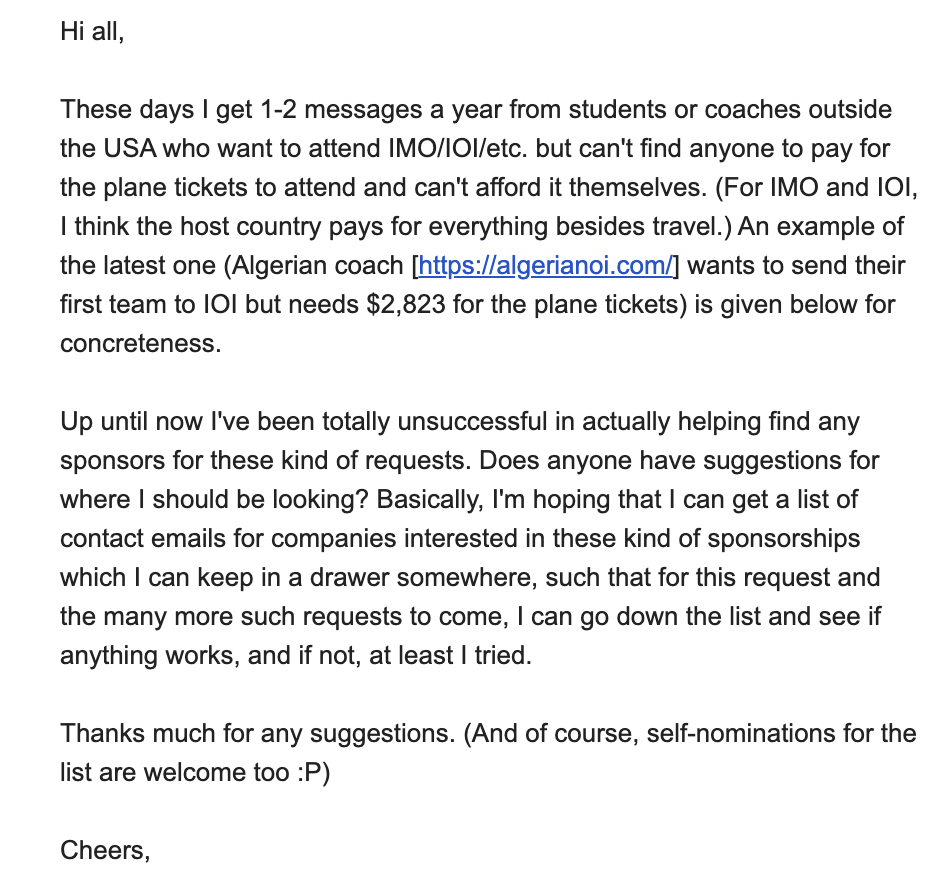 Hi all,
These days I get 1-2 messages a year from students or coaches outside
the USA who want to attend IMO/IOI/etc. but can't find anyone to pay for
the plane tickets to attend and can't afford it themselves. (For IMO and IOI,
I think the host country pays for everything besides travel.) An example of
the latest one (Algerian coach [https://algerianoi.com/] wants to send their
first team to IOI but needs $2,823 for the plane tickets) is given below for
concreteness.
Up until now I've been totally unsuccessful in actually helping find any
sponsors for these kind of requests. Does anyone have suggestions for
where I should be looking? Basically, I'm hoping that I can get a list of
contact emails for companies interested in these kind of sponsorships
which I can keep in a drawer somewhere, such that for this request and
the many more such requests to come, I can go down the list and see if
anything works, and if not, at least I tried.
Thanks much for any suggestions. (And of course, self-nominations for the
list are welcome too :P)
Cheers,